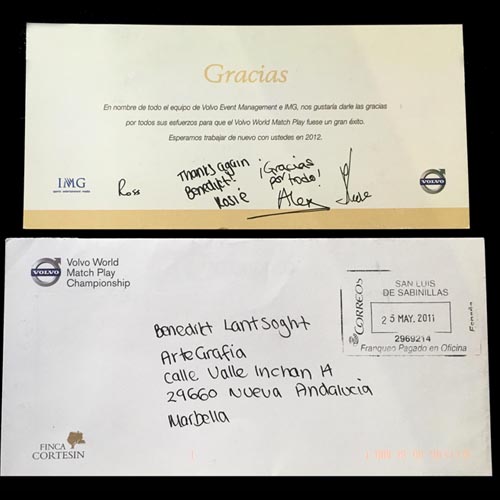 Gracias
En nombre de todo el equipo de Volvo Event Management e IMG, nos gustaría darle las gracias
por todos sus esfuerzos para que el Volvo World Match Play fuese un gran éxito.
Esperamos trabajar de nuevo con ustedes en 2012.
IMG
Ross
Thanks again
Benedikt
Rosie
¡Gracias
por todo!
Alex
VOLVO
VOLVO
Volvo World
Match Play
Championship
CORREOS
SAN LUIS
DE SABINILLAS
25 MAY. 2011
2969214
Franqueo Pagado en Oficina
España
Benedikt Lantsoght
ArteGrafía
Calle Valle Inchan 14
29660 Nueva Andalucia
Marbella
FINCA
CORTESIN